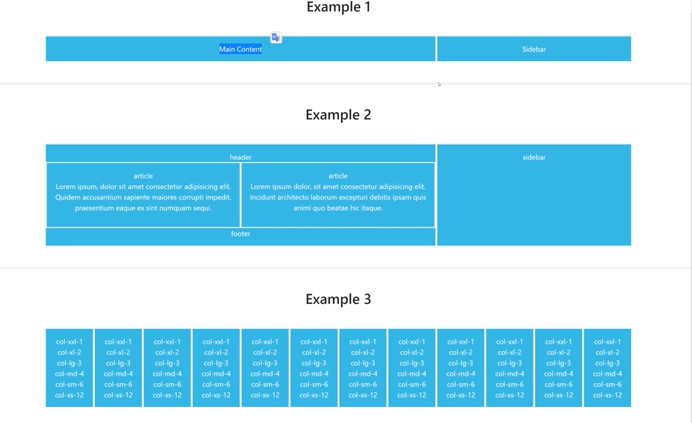 Example 1
Main Content
Sidebar
Example 2
header
article
Lorem ipsum, dolor sit amet consectetur adipisicing elit.
Quidem accusantium sapiente maiores corrupti impedit,
praesentium eaque ex sint numquam sequi.
article
Lorem ipsum dolor, sit amet consectetur adipisicing elit.
Incidunt architecto laborum excepturi debitis ipsam quis
animi quo beatae hic itaque.
footer
sidebar
Example 3
col-xxl-1 col-xxl-1 col-xxl-1 col-xxl-1 col-xxl-1 col-xxl-1 col-xxl-1 col-xxl-1 col-xxl-1 col-xxl-1 col-xxl-1 col-xxl-1
col-xl-2 col-xl-2 col-xl-2 col-xl-2 col-xl-2 col-xl-2 col-xl-2 col-xl-2 col-xl-2 col-xl-2 col-xl-2 col-xl-2
col-lg-3 col-lg-3 col-lg-3 col-lg-3 col-lg-3 col-lg-3 col-lg-3 col-lg-3 col-lg-3 col-lg-3 col-lg-3 col-lg-3
col-md-4 col-md-4 col-md-4 col-md-4 col-md-4 col-md-4 col-md-4 col-md-4 col-md-4 col-md-4 col-md-4 col-md-4
col-sm-6 col-sm-6 col-sm-6 col-sm-6 col-sm-6 col-sm-6 col-sm-6 col-sm-6 col-sm-6 col-sm-6 col-sm-6 col-sm-6
col-xs-12 col-xs-12 col-xs-12 col-xs-12 col-xs-12 col-xs-12 col-xs-12 col-xs-12 col-xs-12 col-xs-12 col-xs-12 col-xs-12